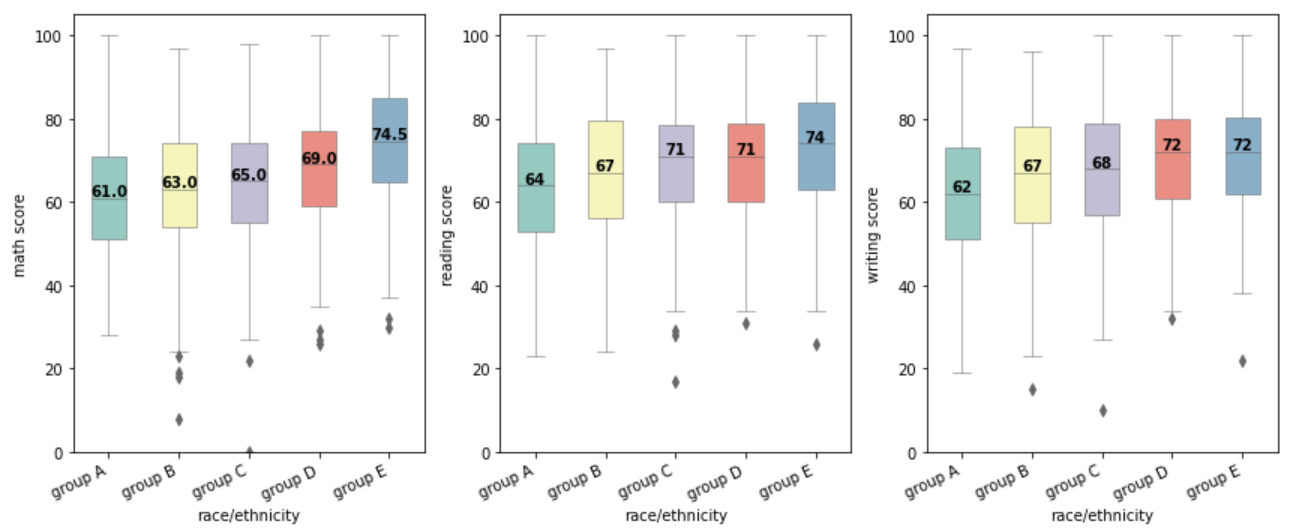 math score
100
80
60
40
20
0
61.0
63.0
65.0
69.0
74.5
group A
group B
group C
group D
group E
race/ethnicity
reading score
100
80
60
40
20
0
64
67
71
71
74
group A
group B
group C
group D
group E
race/ethnicity
writing score
100
80
60
40
20
0
62
67
68
72
72
group A
group B
group C
group D
group E
race/ethnicity